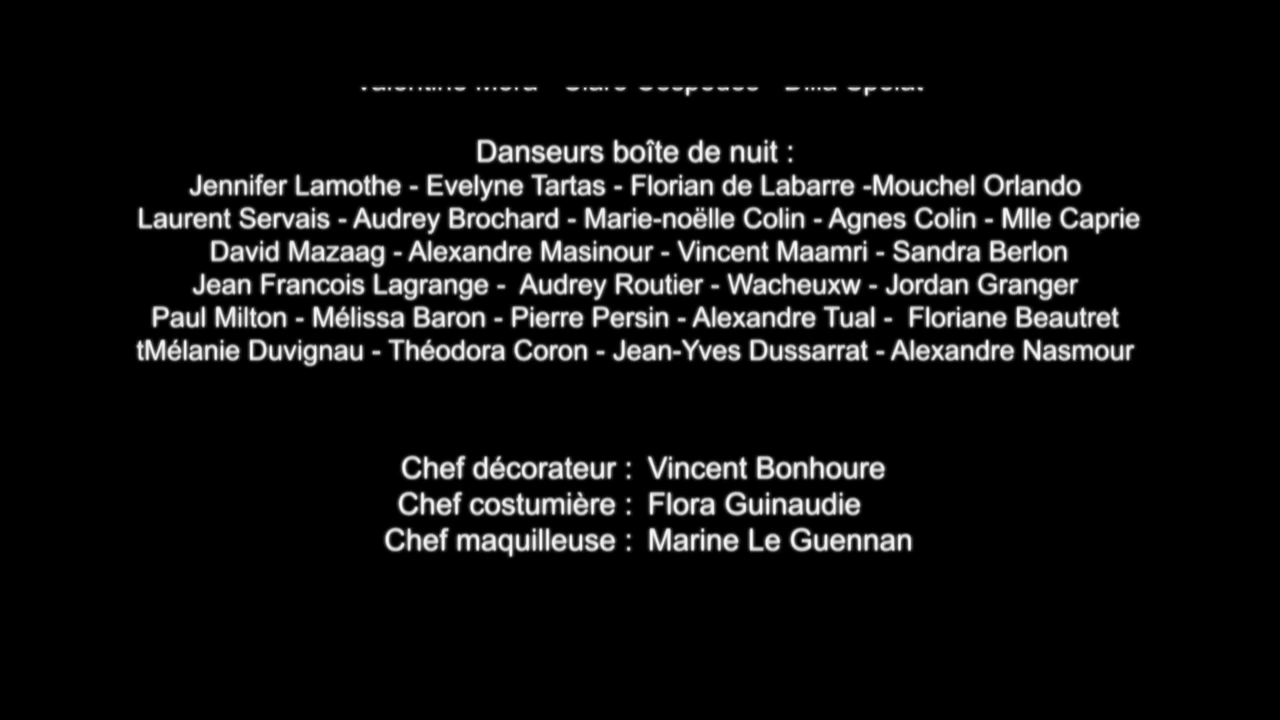 Danseurs boîte de nuit :
Jennifer Lamothe - Evelyne Tartas - Florian de Labarre -Mouchel Orlando
Laurent Servais - Audrey Brochard - Marie-noëlle Colin - Agnes Colin - Mlle Caprie
David Mazaag - Alexandre Masinour - Vincent Maamri - Sandra Berlon
Jean Francois Lagrange -  Audrey Routier - Wacheuxw - Jordan Granger
Paul Milton - Mélissa Baron - Pierre Persin - Alexandre Tual -  Floriane Beautret
tMélanie Duvignau - Théodora Coron - Jean-Yves Dussarrat - Alexandre Nasmour
Chef décorateur :  Vincent Bonhoure
Chef costumière :  Flora Guinaudie
Chef maquilleuse :  Marine Le Guennan